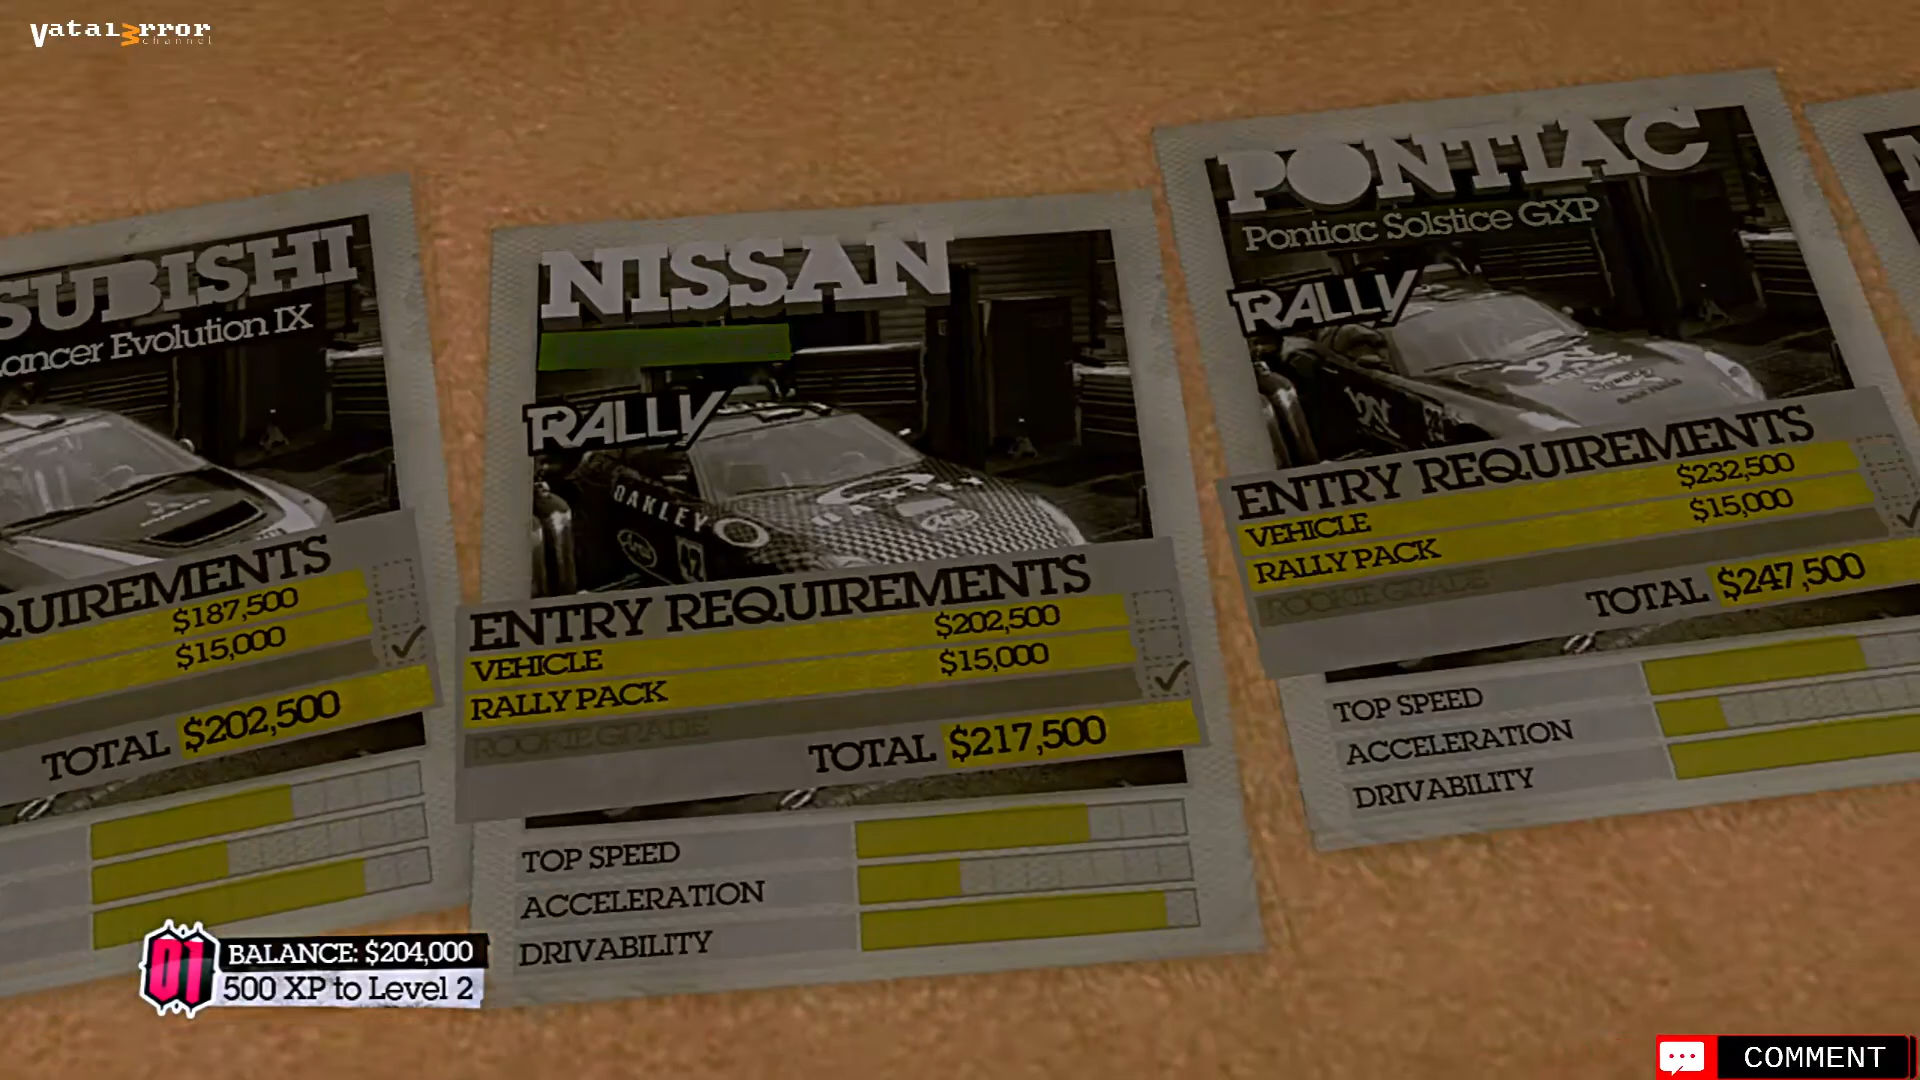 Vatal3rror
channel
SUBISHI
ancer Evolution IX
QUIREMENTS
$187,500
$15,000
TOTAL $202,500
NISSAN
RALLY
OAKLEY
ENTRY REQUIREMENTS
VEHICLE $202,500
RALLY PACK $15,000
ROOKIE GRADE
TOTAL $217,500
TOP SPEED
ACCELERATION
DRIVABILITY
PONTIAC
Pontiac Solstice GXP
RALLY
ENTRY REQUIREMENTS
VEHICLE $232,500
RALLY PACK $15,000
ROOKIE GRADE
TOTAL $247,500
TOP SPEED
ACCELERATION
DRIVABILITY
01
BALANCE: $204,000
500 XP to Level 2
COMMENT